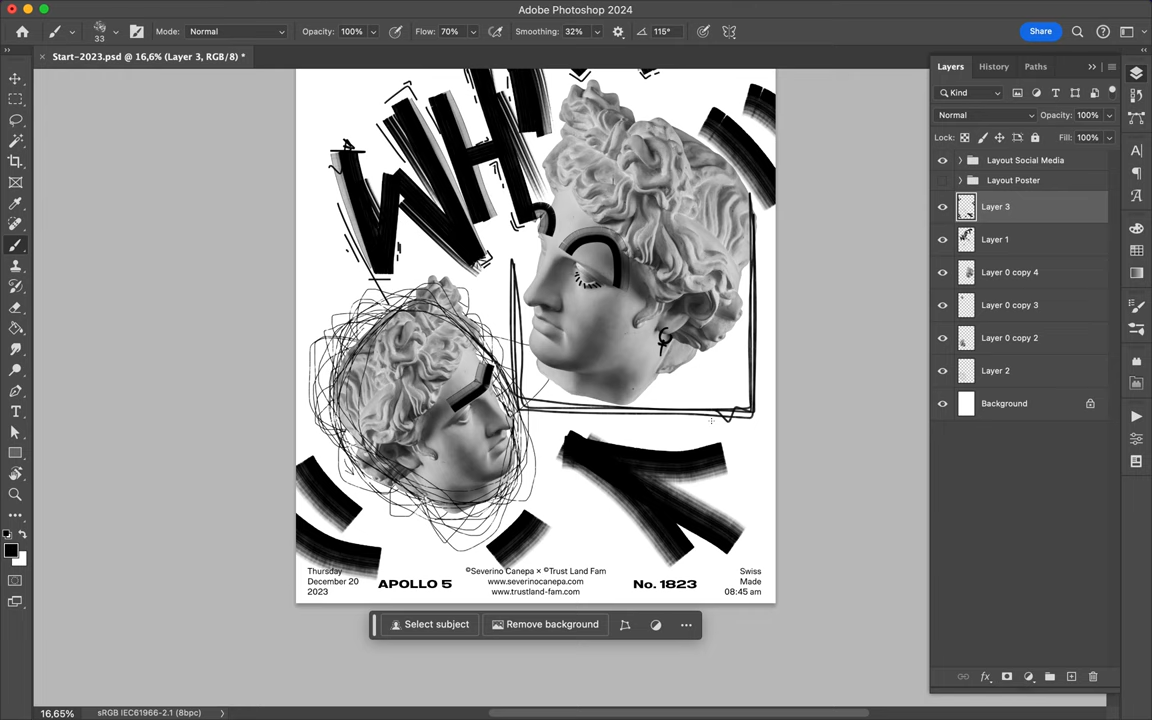 Adobe Photoshop 2024
33
Mode: Normal
Opacity: 100%
Flow: 70%
Smoothing: 32%
115°
Share
Start-2023.psd @ 16,6% (Layer 3, RGB/8) *
Layers
History
Paths
Kind
Normal
Opacity: 100%
Lock:
Fill: 100%
Layout Social Media
Layout Poster
Layer 3
Layer 1
Layer 0 copy 4
Layer 0 copy 3
Layer 0 copy 2
Layer 2
Background
WH
Thursday
December 20
2023
APOLLO 5
©Severino Canepa × ©Trust Land Fam
www.severinocanepa.com
www.trustland-fam.com
No. 1823
Swiss
Made
08:45 am
Select subject
Remove background
16,65%
sRGB IEC61966-2.1 (8bpc)